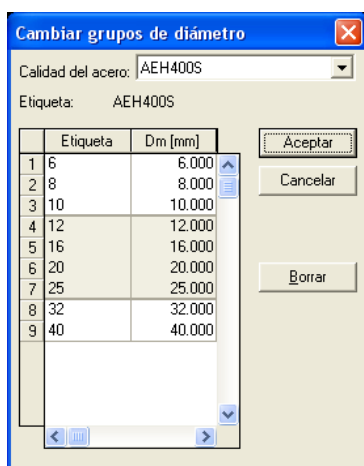 Cambiar grupos de diámetro
Calidad del acero: AEH400S
Etiqueta: AEH400S
Etiqueta Dm [mm]
1 6 6.000
2 8 8.000
3 10 10.000
4 12 12.000
5 16 16.000
6 20 20.000
7 25 25.000
8 32 32.000
9 40 40.000
Aceptar
Cancelar
Borrar